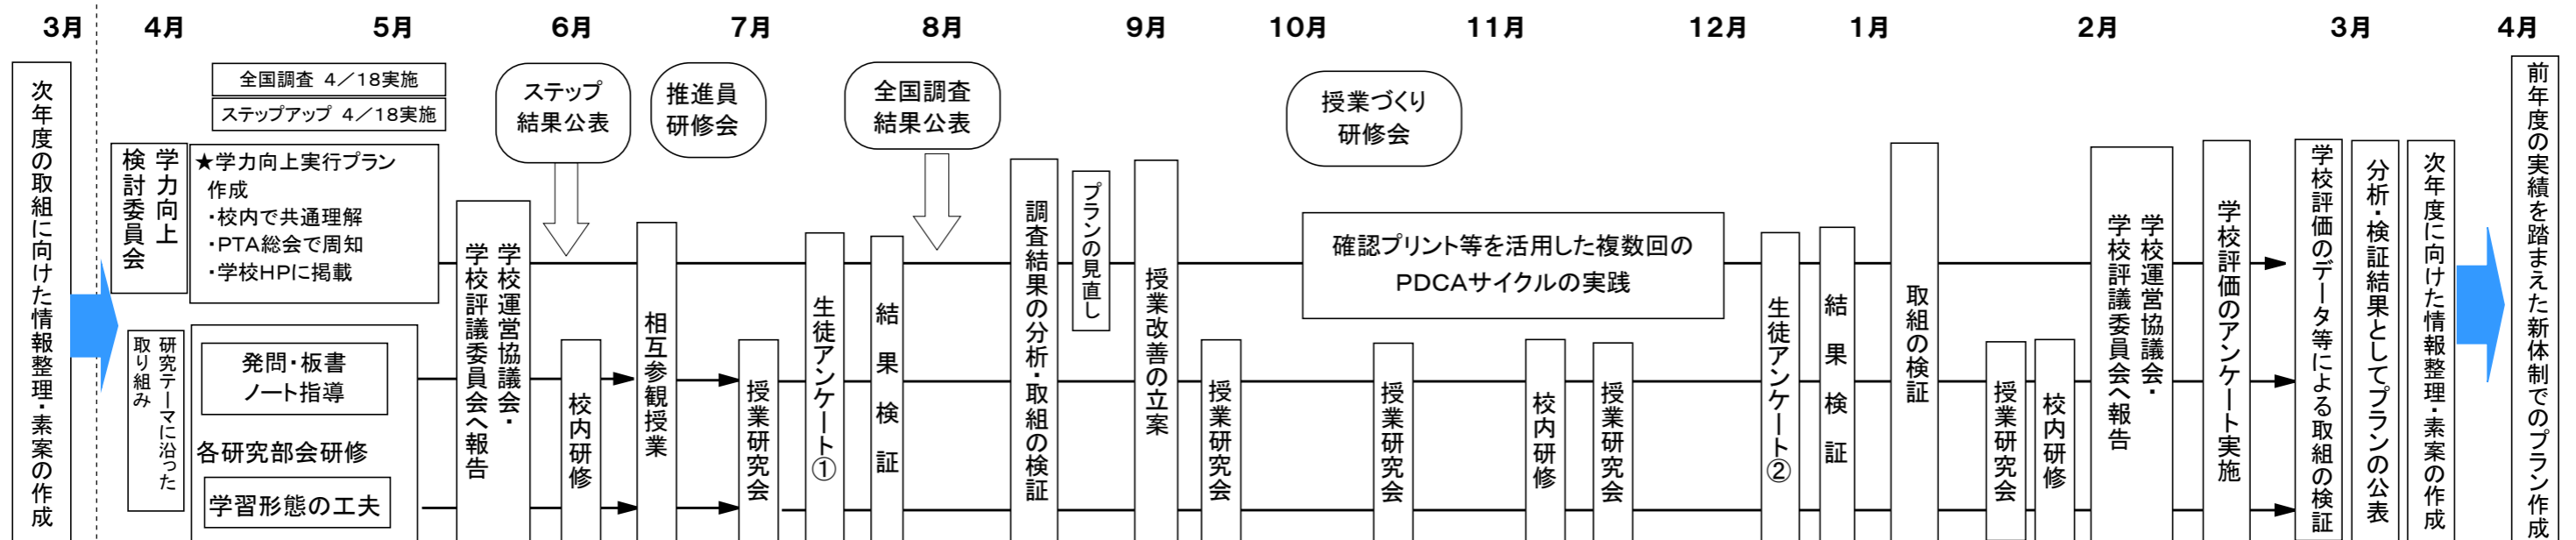 3月
4月
5月
6月
7月
8月
9月
10月
11月
12月
1月
2月
3月
4月
次年度の取組に向けた情報整理・素案の作成
全国調査 4／18実施
ステップアップ 4／18実施
学力向上
検討委員会
★学力向上実行プラン
作成
・校内で共通理解
・PTA総会で周知
・学校HPに掲載
研究テーマに沿った
取り組み
発問・板書
ノート指導
各研究部会研修
学習形態の工夫
学校運営協議会・
学校評議委員会へ報告
ステップ
結果公表
校内研修
相互参観授業
推進員
研修会
授業研究会
生徒アンケート①
結果検証
全国調査
結果公表
調査結果の分析・取組の検証
プランの見直し
授業改善の立案
授業研究会
授業づくり
研修会
確認プリント等を活用した複数回の
PDCAサイクルの実践
授業研究会
校内研修
授業研究会
生徒アンケート②
結果検証
取組の検証
授業研究会
校内研修
学校運営協議会・
学校評議委員会へ報告
学校評価のアンケート実施
学校評価のデータ等による取組の検証
分析・検証結果としてプランの公表
次年度に向けた情報整理・素案の作成
前年度の実績を踏まえた新体制でのプラン作成